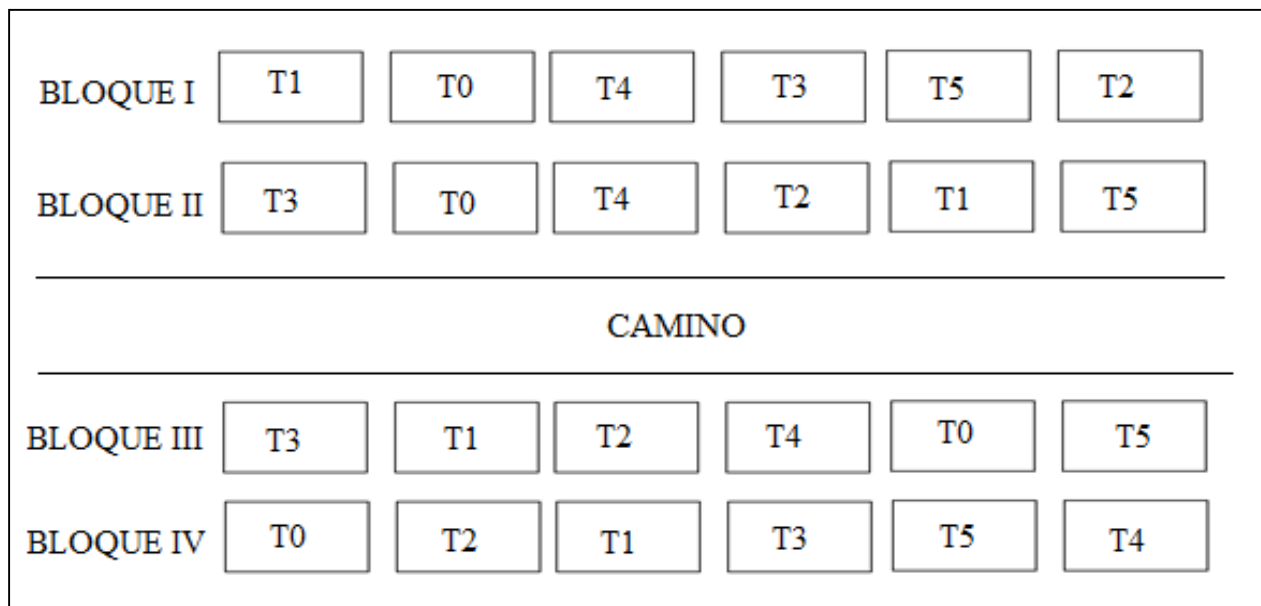 BLOQUE I T1 T0 T4 T3 T5 T2
BLOQUE II T3 T0 T4 T2 T1 T5
CAMINO
BLOQUE III T3 T1 T2 T4 T0 T5
BLOQUE IV T0 T2 T1 T3 T5 T4